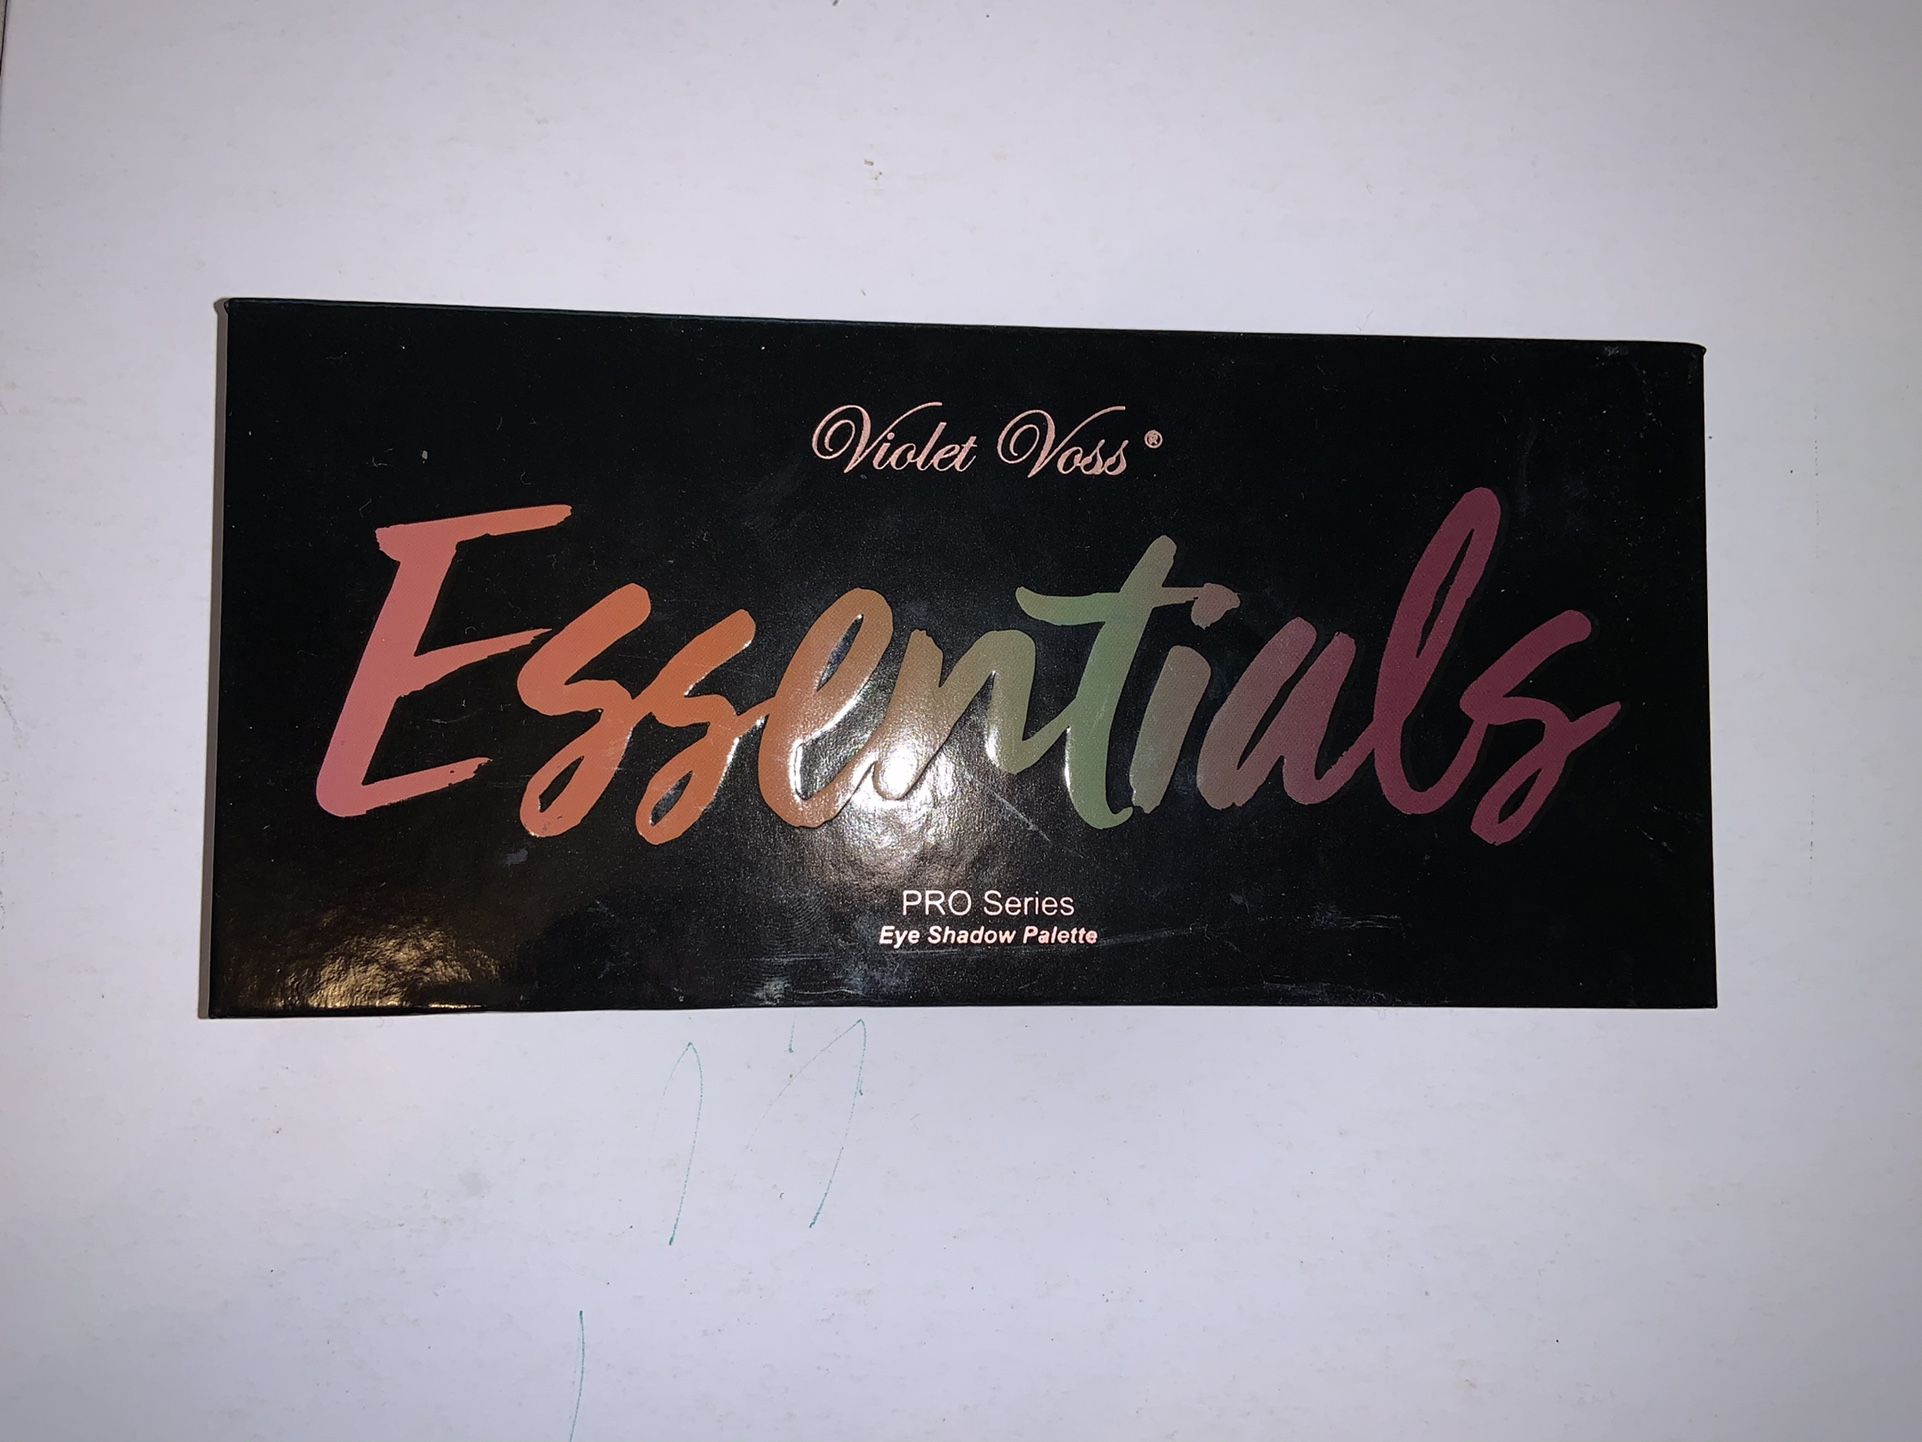 Violet Voss®
Essentials
PRO Series
Eye Shadow Palette